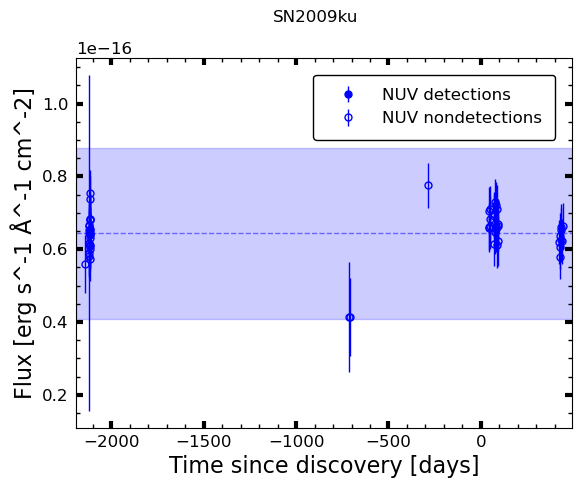 SN2009ku
1e−16
NUV detections
NUV nondetections
1.0
0.8
0.6
0.4
0.2
Flux [erg s^-1 Å^-1 cm^-2]
−2000 −1500 −1000 −500 0
Time since discovery [days]